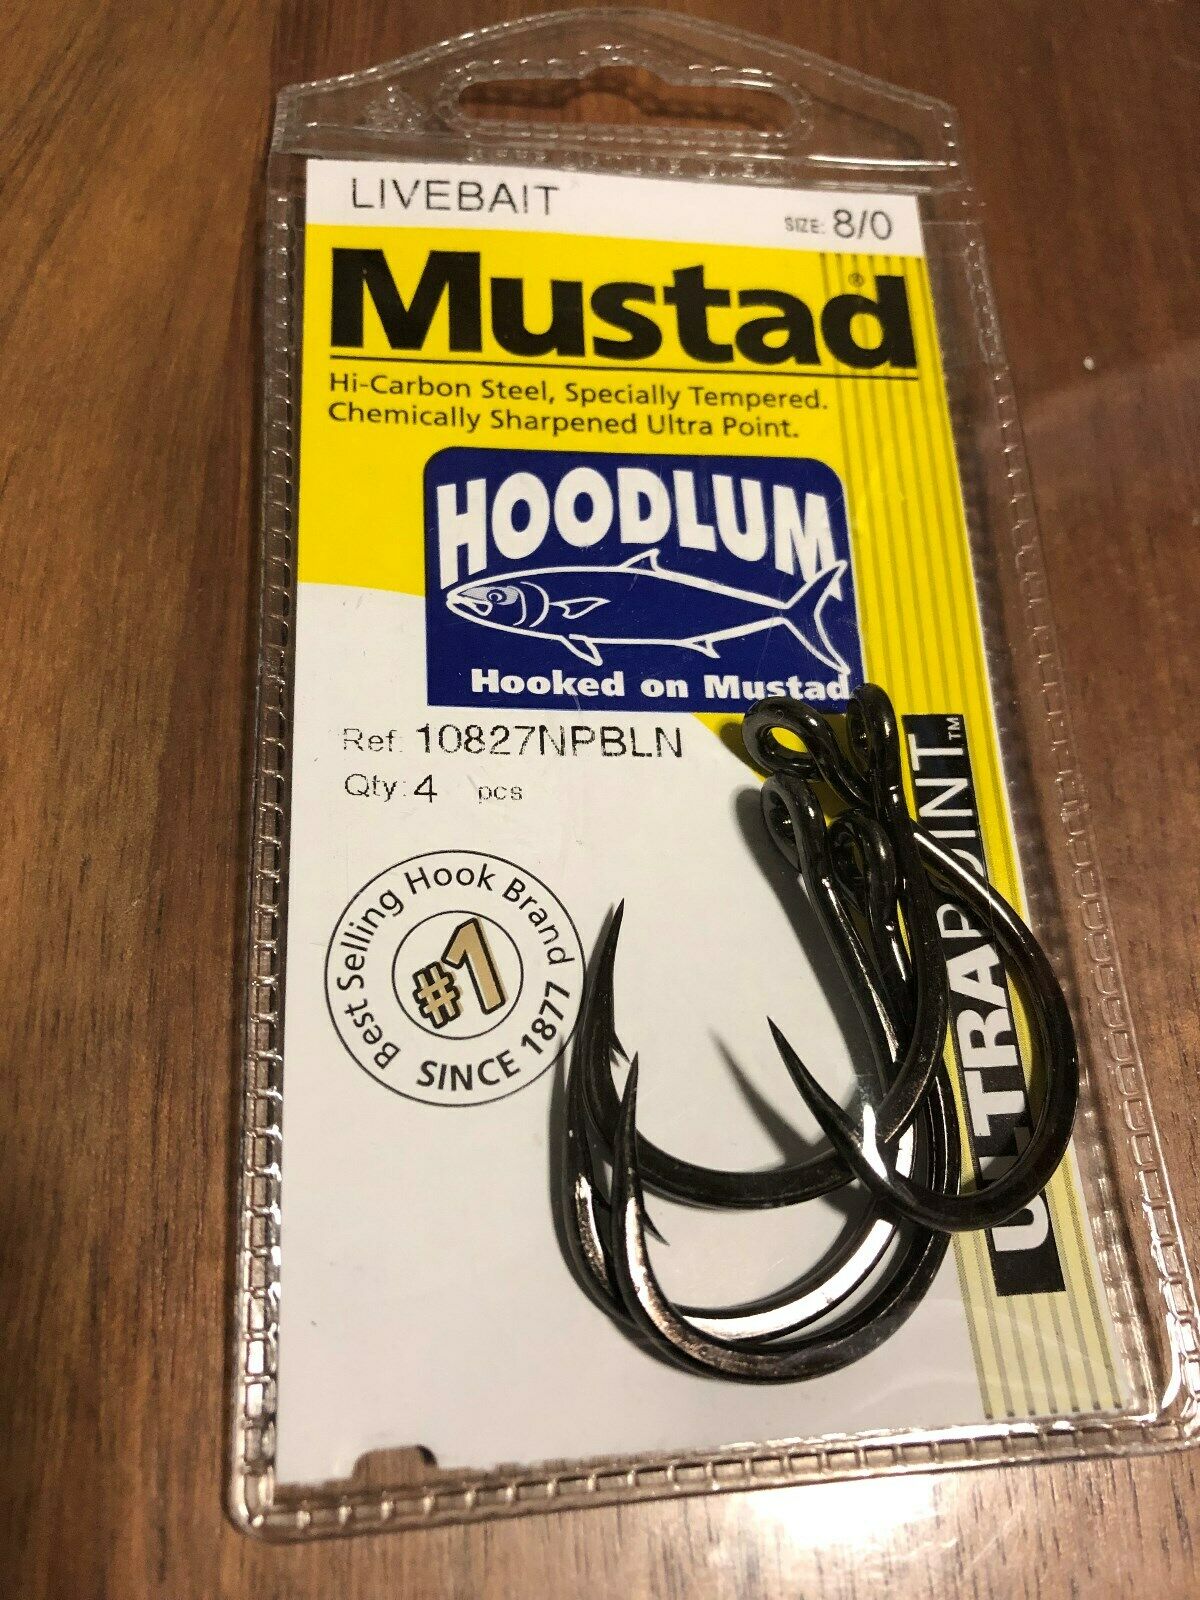 LIVEBAIT
SIZE: 8/0
Mustad®
Hi-Carbon Steel, Specially Tempered.
Chemically Sharpened Ultra Point.
HOODLUM
Hooked on Mustad
Ref: 10827NPBLN
Qty: 4 pcs
Best Selling Hook Brand
#1
SINCE 1877
ULTRAPOINT™